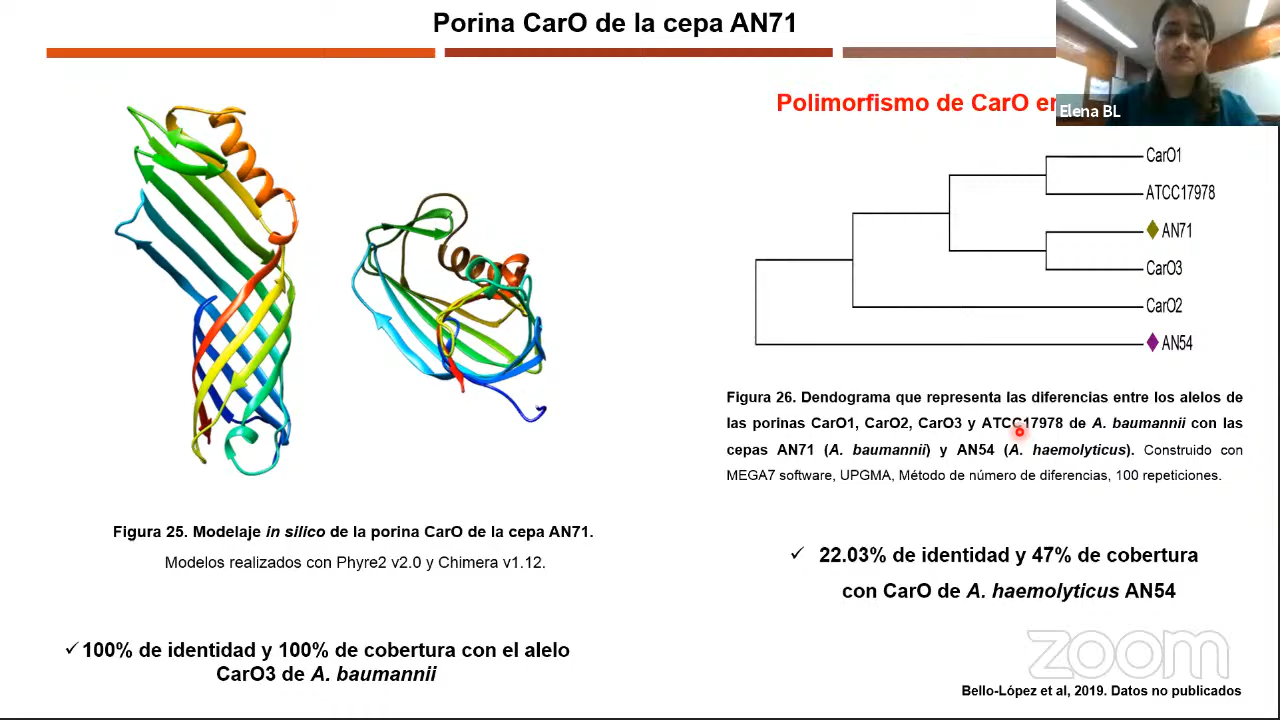 Porina CarO de la cepa AN71
Polimorfismo de CarO
Elena BL
CarO1
ATCC17978
AN71
CarO3
CarO2
AN54
Figura 26. Dendograma que representa las diferencias entre los alelos de
las porinas CarO1, CarO2, CarO3 y ATCC17978 de A. baumannii con las
cepas AN71 (A. baumannii) y AN54 (A. haemolyticus). Construido con
MEGA7 software, UPGMA, Método de número de diferencias, 100 repeticiones.
Figura 25. Modelaje in silico de la porina CarO de la cepa AN71.
Modelos realizados con Phyre2 v2.0 y Chimera v1.12.
✓ 22.03% de identidad y 47% de cobertura
con CarO de A. haemolyticus AN54
✓100% de identidad y 100% de cobertura con el alelo
CarO3 de A. baumannii
zoom
Bello-López et al, 2019. Datos no publicados